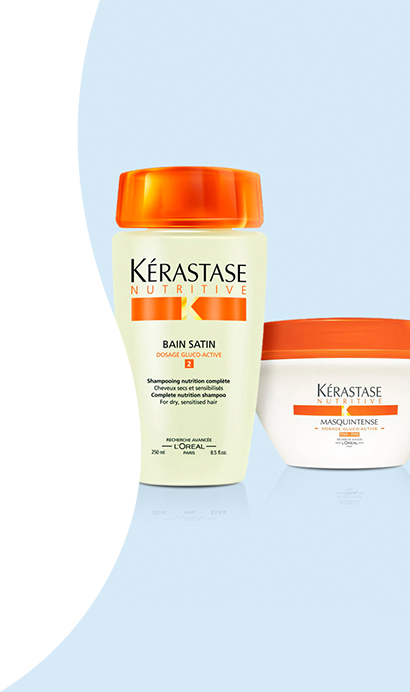 KÉRASTASE
NUTRITIVE
BAIN SATIN
DOSAGE GLUCO-ACTIVE
2
Shampooing nutrition complète
Cheveux secs et sensibilisés
Complete nutrition shampoo
For dry, sensitised hair
RECHERCHE AVANCÉE
L'ORÉAL
PARIS
250 ml
8.5 fl.oz.
KÉRASTASE
NUTRITIVE
MASQUINTENSE
DOSAGE GLUCO-ACTIVE
L'ORÉAL